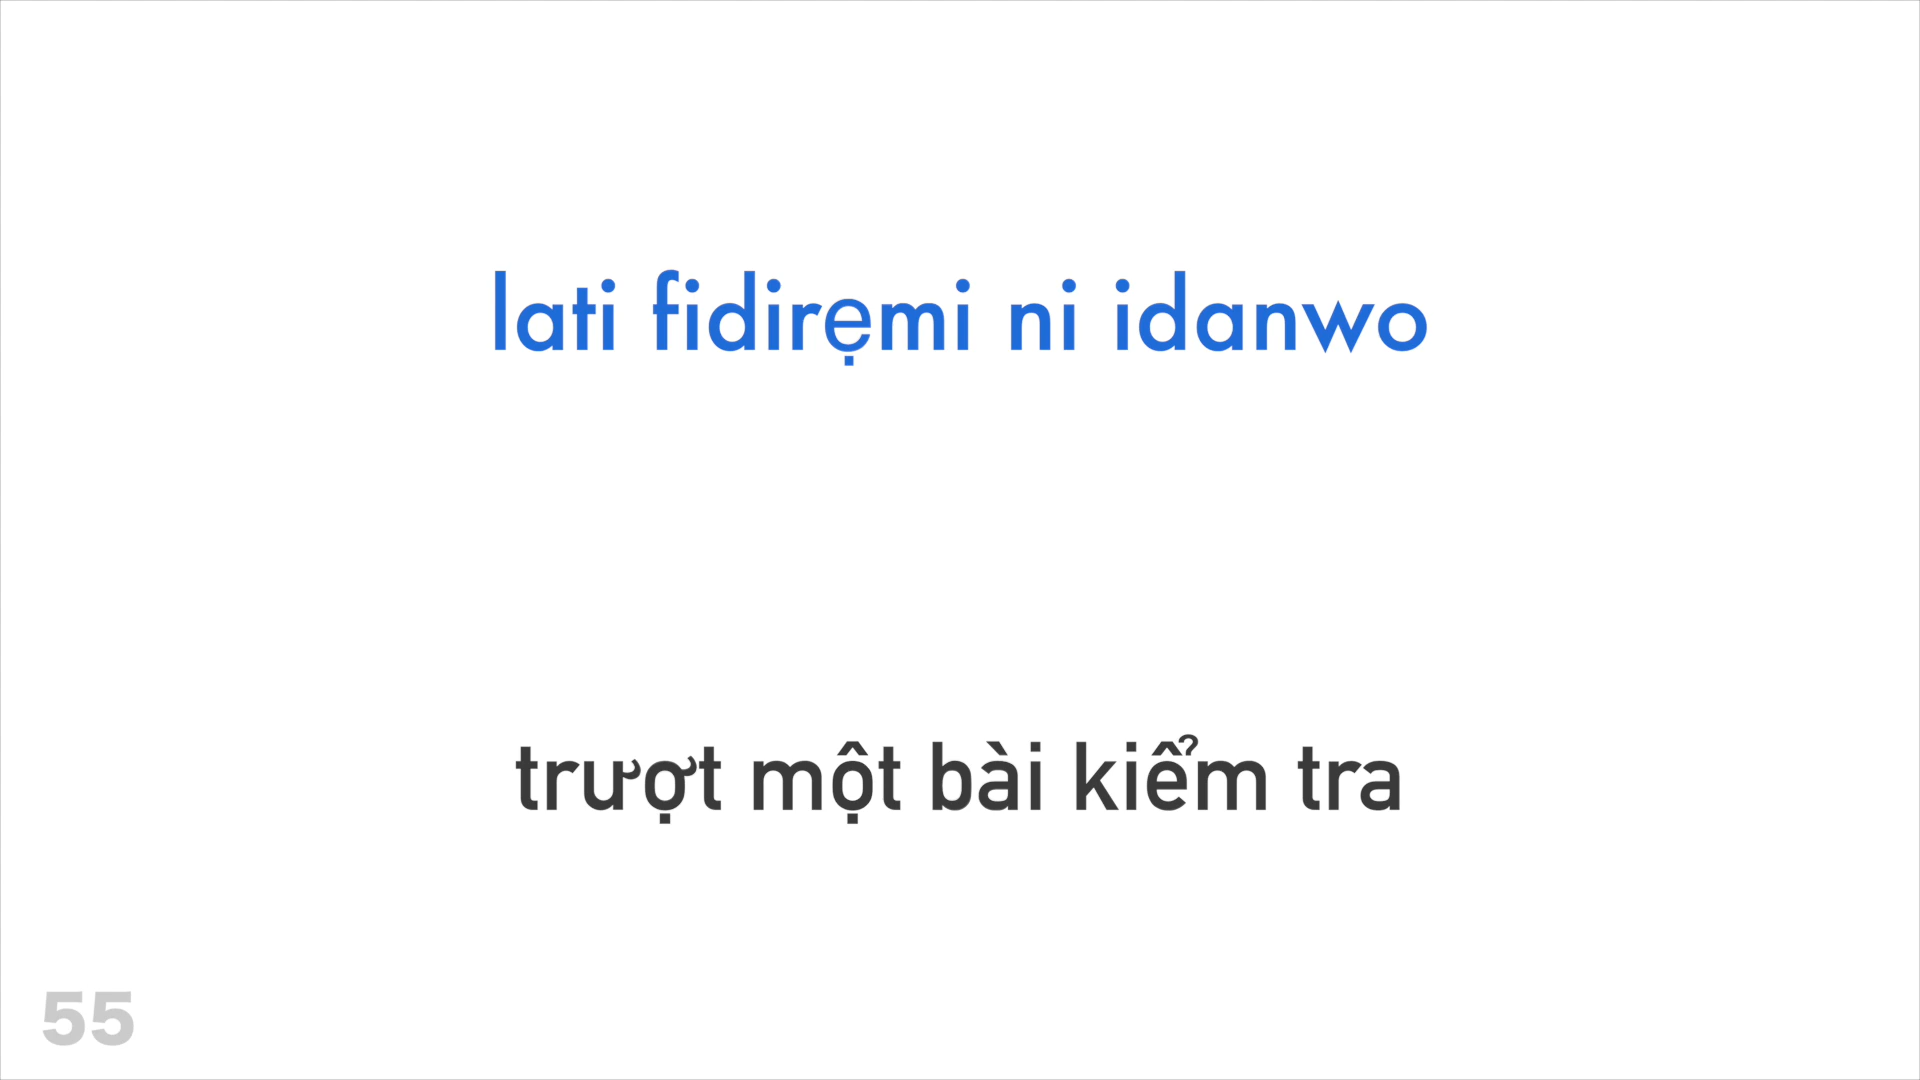 lati fidirẹmi ni idanwo
trượt một bài kiểm tra
55